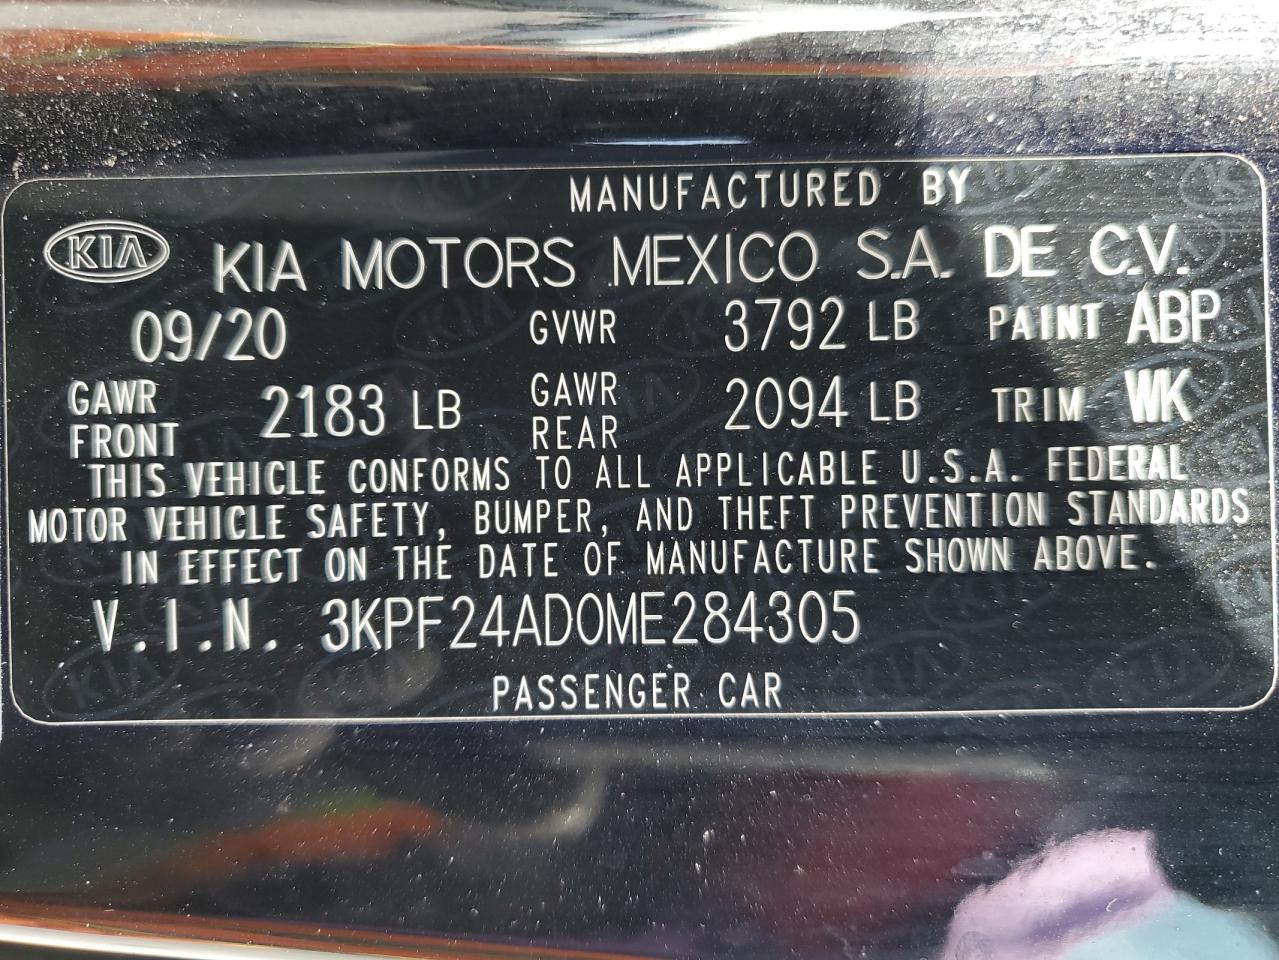 MANUFACTURED BY
KIA KIA MOTORS MEXICO S.A. DE C.V.
09/20 GVWR 3792 LB PAINT ABP
GAWR FRONT 2183 LB GAWR REAR 2094 LB TRIM WK
THIS VEHICLE CONFORMS TO ALL APPLICABLE U.S.A. FEDERAL
MOTOR VEHICLE SAFETY, BUMPER, AND THEFT PREVENTION STANDARDS
IN EFFECT ON THE DATE OF MANUFACTURE SHOWN ABOVE.
V.I.N. 3KPF24AD0ME284305
PASSENGER CAR